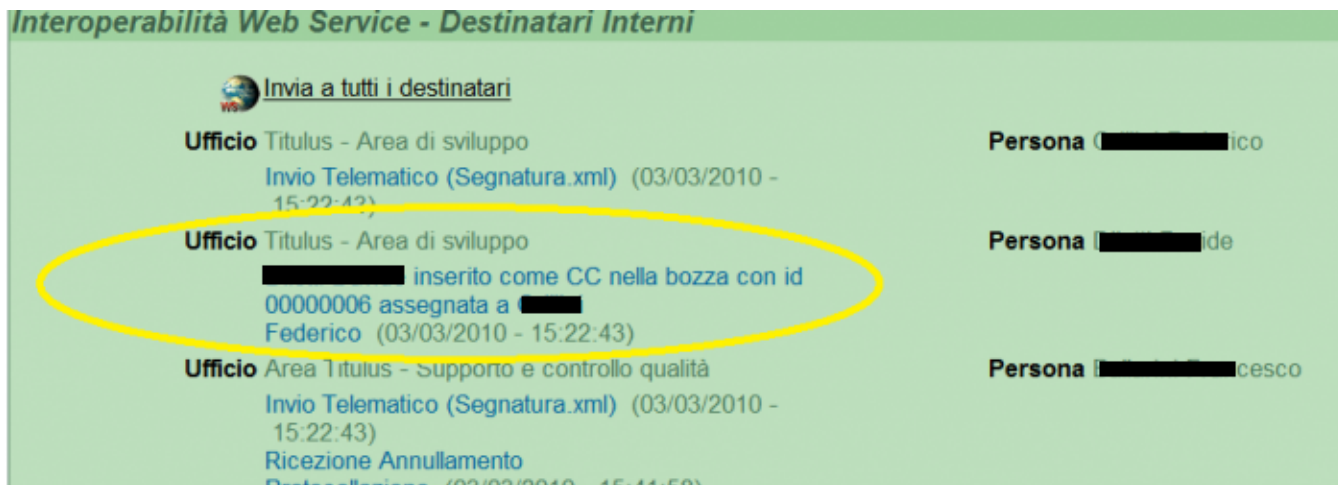 Interoperabilità Web Service - Destinatari Interni
WS Invia a tutti i destinatari
Ufficio Titulus - Area di sviluppo Persona
Invio Telematico (Segnatura.xml) (03/03/2010 -
15:22:43)
Ufficio Titulus - Area di sviluppo Persona
inserito come CC nella bozza con id
00000006 assegnata a
Federico (03/03/2010 - 15:22:43)
Ufficio Area Titulus - Supporto e controllo qualità Persona
Invio Telematico (Segnatura.xml) (03/03/2010 -
15:22:43)
Ricezione Annullamento